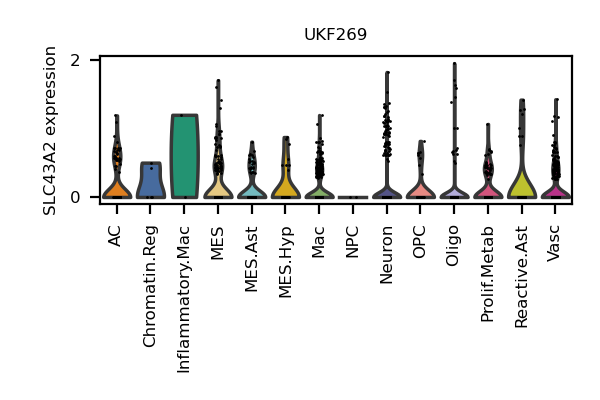 UKF269
SLC43A2 expression
2
0
AC
Chromatin.Reg
Inflammatory.Mac
MES
MES.Ast
MES.Hyp
Mac
NPC
Neuron
OPC
Oligo
Prolif.Metab
Reactive.Ast
Vasc